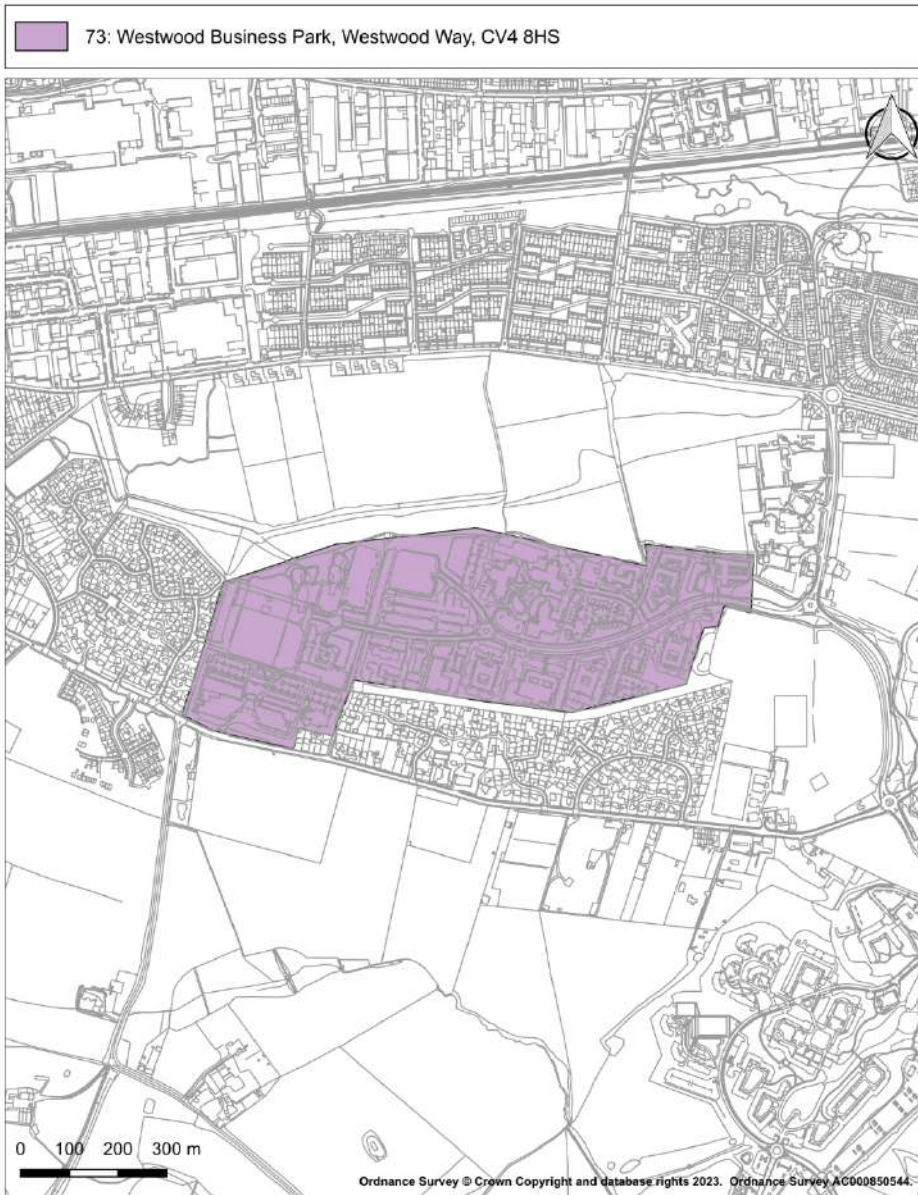 73: Westwood Business Park, Westwood Way, CV4 8HS
0 100 200 300 m
Ordnance Survey © Crown Copyright and database rights 2023. Ordnance Survey AC000850544.